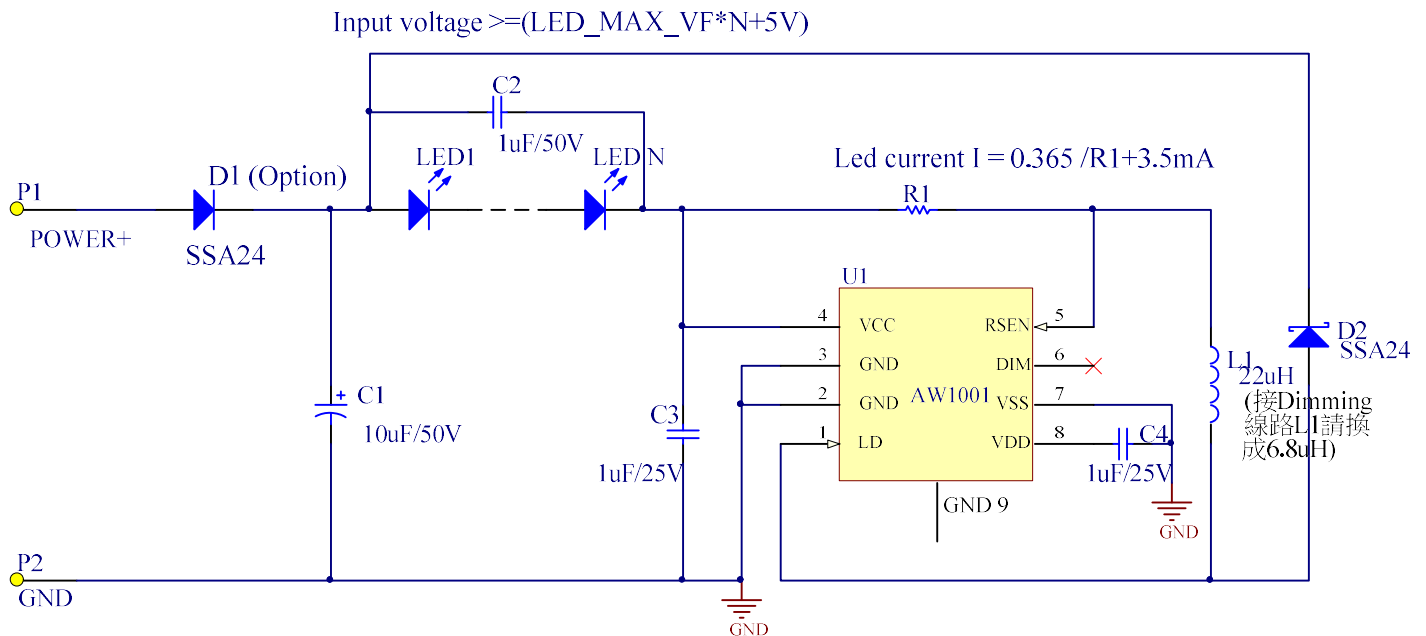 Input voltage >=(LED_MAX_VF*N+5V)
C2
1uF/50V
LED1
LED N
Led current I = 0.365 /R1+3.5mA
D1 (Option)
SSA24
P1
POWER+
R1
U1
4
VCC
3
GND
2
GND
1
LD
AW1001
RSEN
5
DIM
6
VSS
7
VDD
8
GND 9
D2
SSA24
L1
22uH
(接Dimming
線路L1請換
成6.8uH)
C1
+
10uF/50V
C3
1uF/25V
C4
1uF/25V
GND
P2
GND
GND